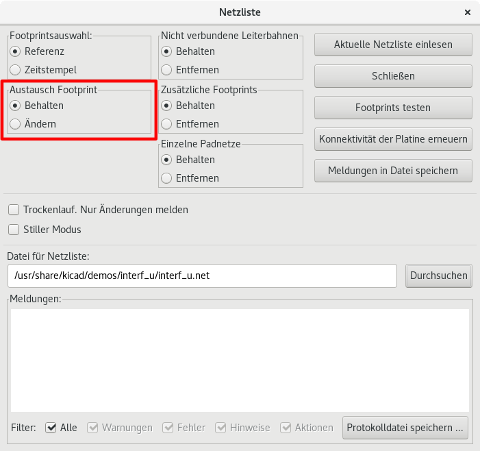 Netzliste
Footprintsauswahl:
Referenz
Zeitstempel
Austausch Footprint
Behalten
Ändern
Nicht verbundene Leiterbahnen
Behalten
Entfernen
Zusätzliche Footprints
Behalten
Entfernen
Einzelne Padnetze
Behalten
Entfernen
Aktuelle Netzliste einlesen
Schließen
Footprints testen
Konnektivität der Platine erneuern
Meldungen in Datei speichern
Trockenlauf. Nur Änderungen melden
Stiller Modus
Datei für Netzliste:
/usr/share/kicad/demos/interf_u/interf_u.net
Durchsuchen
Meldungen:
Filter: Alle Warnungen Fehler Hinweise Aktionen Protokolldatei speichern ...